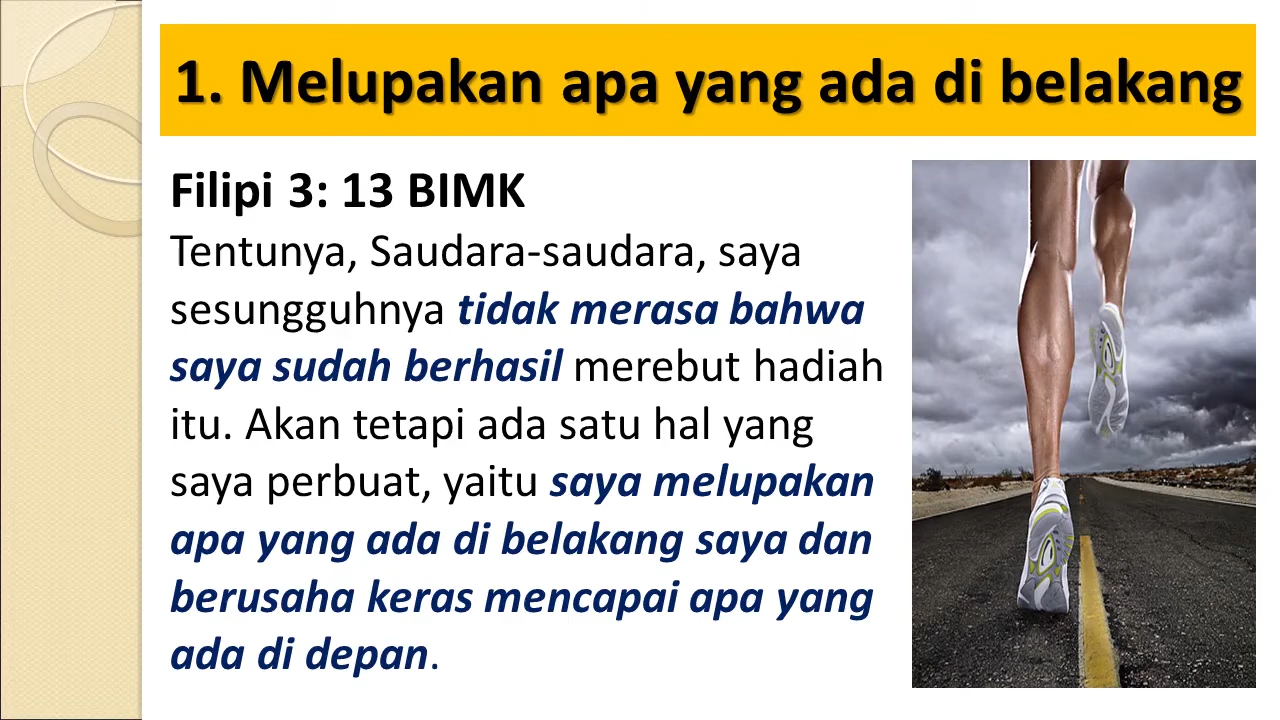 1. Melupakan apa yang ada di belakang
Filipi 3: 13 BIMK
Tentunya, Saudara-saudara, saya
sesungguhnya tidak merasa bahwa
saya sudah berhasil merebut hadiah
itu. Akan tetapi ada satu hal yang
saya perbuat, yaitu saya melupakan
apa yang ada di belakang saya dan
berusaha keras mencapai apa yang
ada di depan.